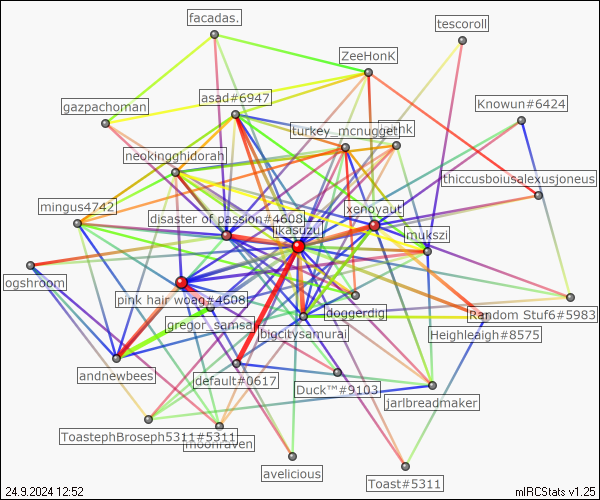 facadas.
tescoroll
ZeeHonK
asad#6947
gazpachoman
Knowun#6424
turkey_mcnugget
neokingghidorah
thiccusboiusalexusjoneus
mingus4742
xenoyaut
disaster of passion#4608
ikasuzu
mukszi
ogshroom
pink hair woag#4508
doggerdig
Random Stuf6#5983
gregor_samsa
bigcitysamurai
Heighleaigh#8575
andnewbees
default#0617
Duck™#9103
jarlbreadmaker
ToastephBroseph5311#5311
moonraven
avelicious
Toast#5311
24.9.2024 12:52
mIRCStats v1.25